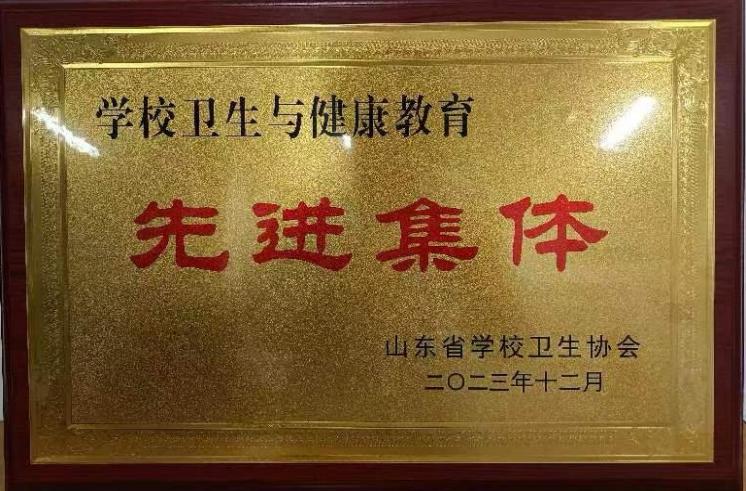 学校卫生与健康教育
先进集体
山东省学校卫生协会
二〇二三年十二月